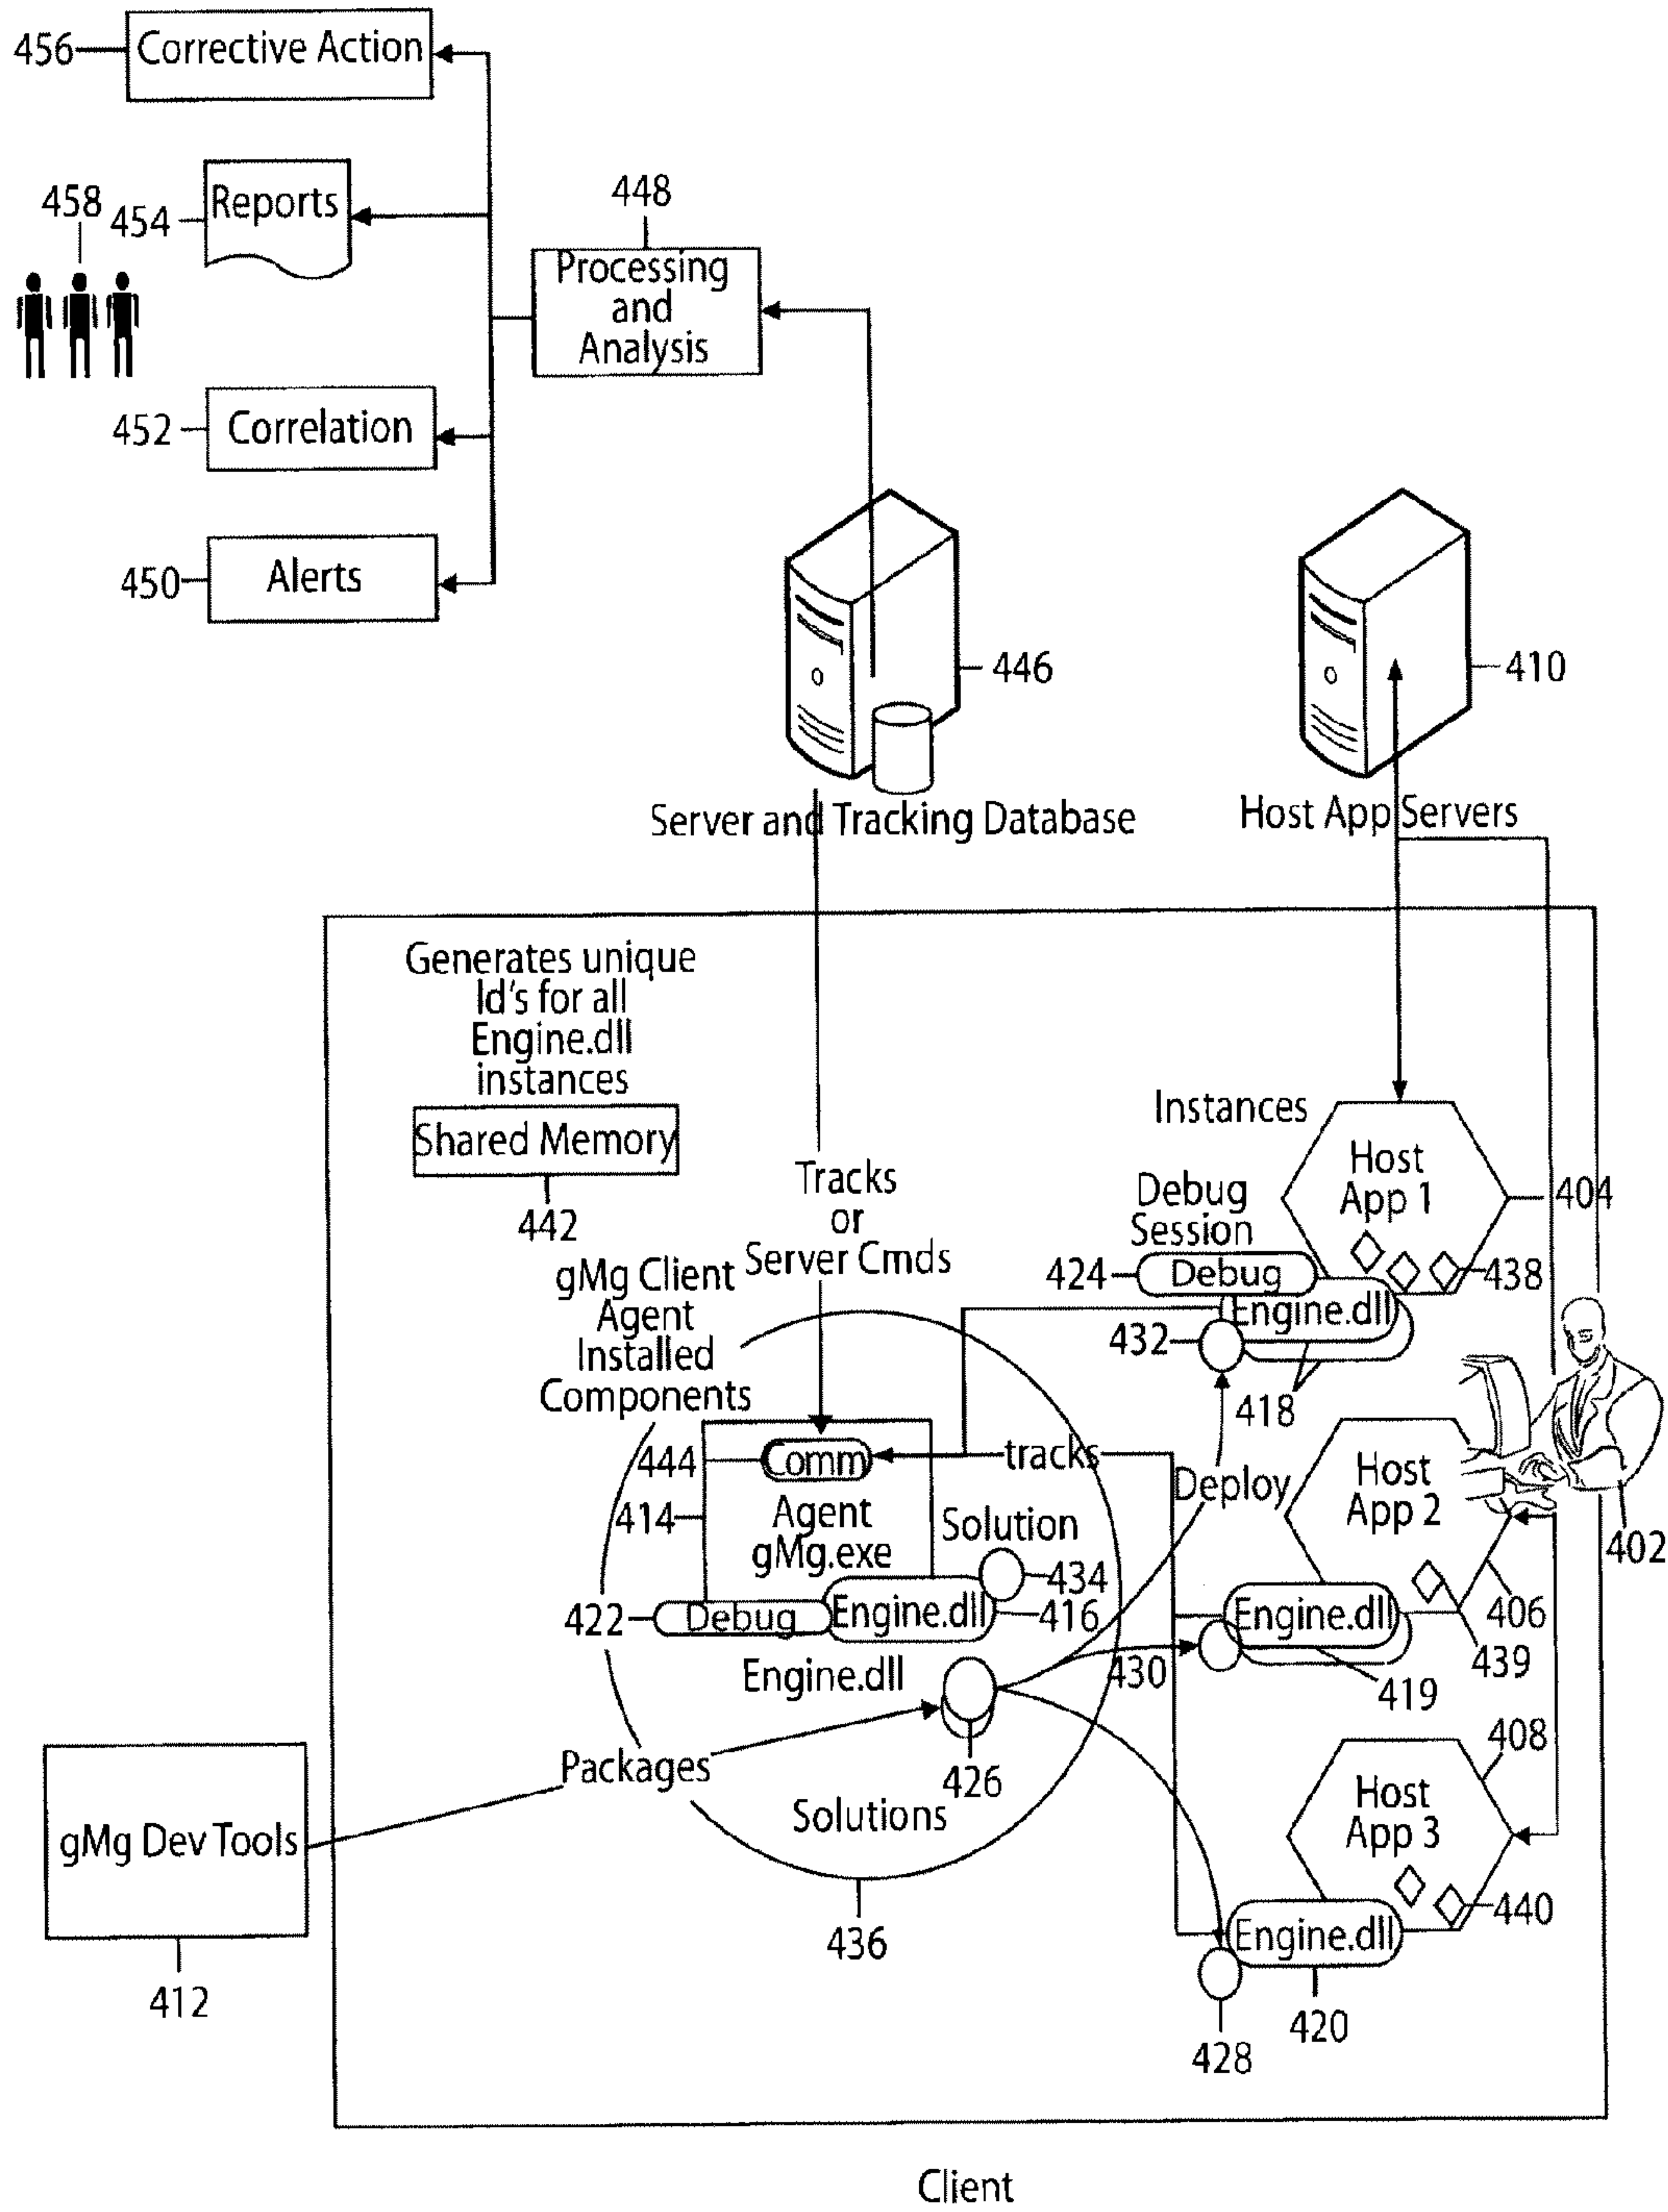 456
Corrective Action
458
454
Reports
448
Processing
and
Analysis
452
Correlation
450
Alerts
446
410
Server and Tracking Database
Host App Servers
Generates unique
Id's for all
Engine.dll
instances
Shared Memory
442
Tracks
or
Server Cmds
Instances
Host
App 1
404
Debug
Session
424
Debug
438
Engine.dll
432
418
gMg Client
Agent
Installed
Components
444
Comm
tracks
414
Agent
gMg.exe
Solution
434
422
Debug
Engine.dll
416
Engine.dll
Deploy
Host
App 2
402
406
Engine.dll
430
439
419
Packages
426
Solutions
408
Host
App 3
gMg Dev Tools
412
436
440
Engine.dll
420
428
Client